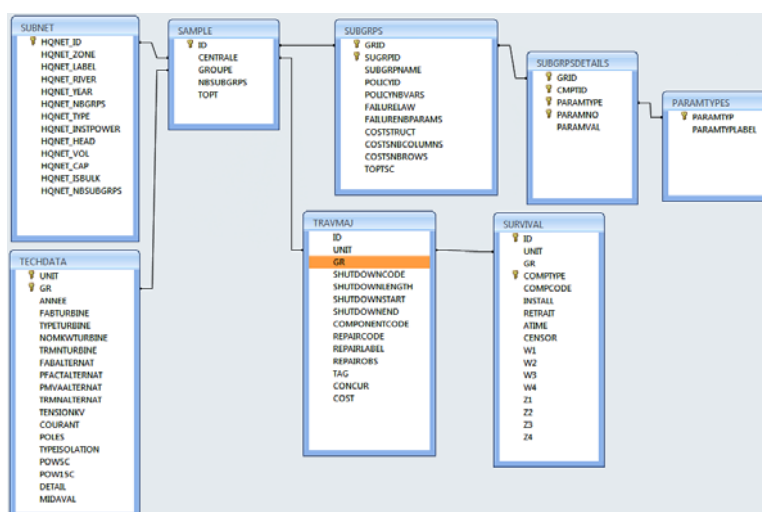 SUBNET
HQNET_ID
HQNET_ZONE
HQNET_LABEL
HQNET_RIVER
HQNET_YEAR
HQNET_NBGRPS
HQNET_TYPE
HQNET_INSTPOWER
HQNET_HEAD
HQNET_VOL
HQNET_CAP
HQNET_ISBULK
HQNET_NBSUBGRPS
SAMPLE
ID
CENTRALE
GROUPE
NBSUBGRPS
TOPT
SUBGRPS
GRID
SUGRPID
SUBGRPNAME
POLICYID
POLICYNBVARS
FAILURELAW
FAILURENBPARAMS
COSTSTRUCT
COSTSNBCOLUMNS
COSTSNBROWS
TOPTSC
SUBGRPSDETAILS
GRID
CMPTID
PARAMTYPE
PARAMNO
PARAMVAL
PARAMTYPES
PARAMTYP
PARAMTYPLABEL
TECHDATA
UNIT
GR
ANNEE
FABTURBINE
TYPETURBINE
NOMKWTURBINE
TRMNTURBINE
FABALTERNAT
PFACTALTERNAT
PMVAALTERNAT
TRMNALTERNAT
TENSIONKV
COURANT
POLES
TYPEISOLATION
POWSC
POW1SC
DETAIL
MIDAVAL
TRAVMAJ
ID
UNIT
GR
SHUTDOWNCODE
SHUTDOWNLENGTH
SHUTDOWNSTART
SHUTDOWNEND
COMPONENTCODE
REPAIRCODE
REPAIRLABEL
REPAIROBS
TAG
CONCUR
COST
SURVIVAL
ID
UNIT
GR
COMPTYPE
COMPCODE
INSTALL
RETRAIT
ATIME
CENSOR
W1
W2
W3
W4
Z1
Z2
Z3
Z4